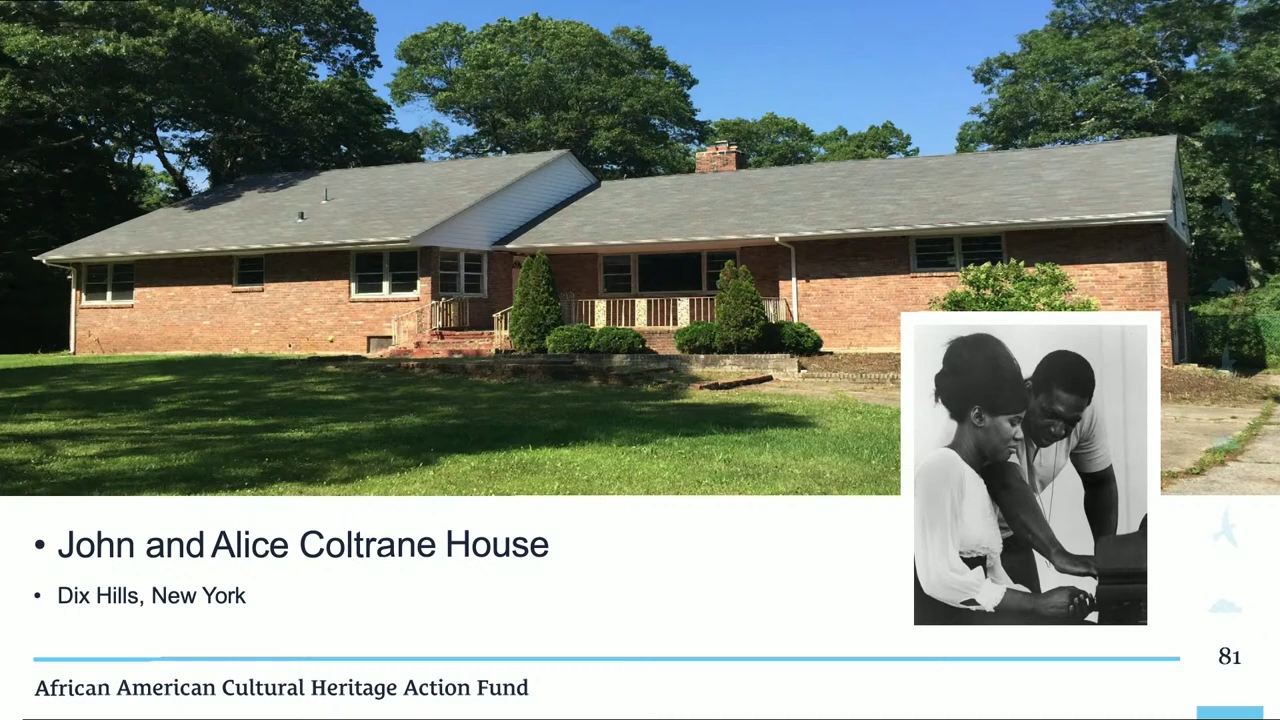 • John and Alice Coltrane House
• Dix Hills, New York
81
African American Cultural Heritage Action Fund